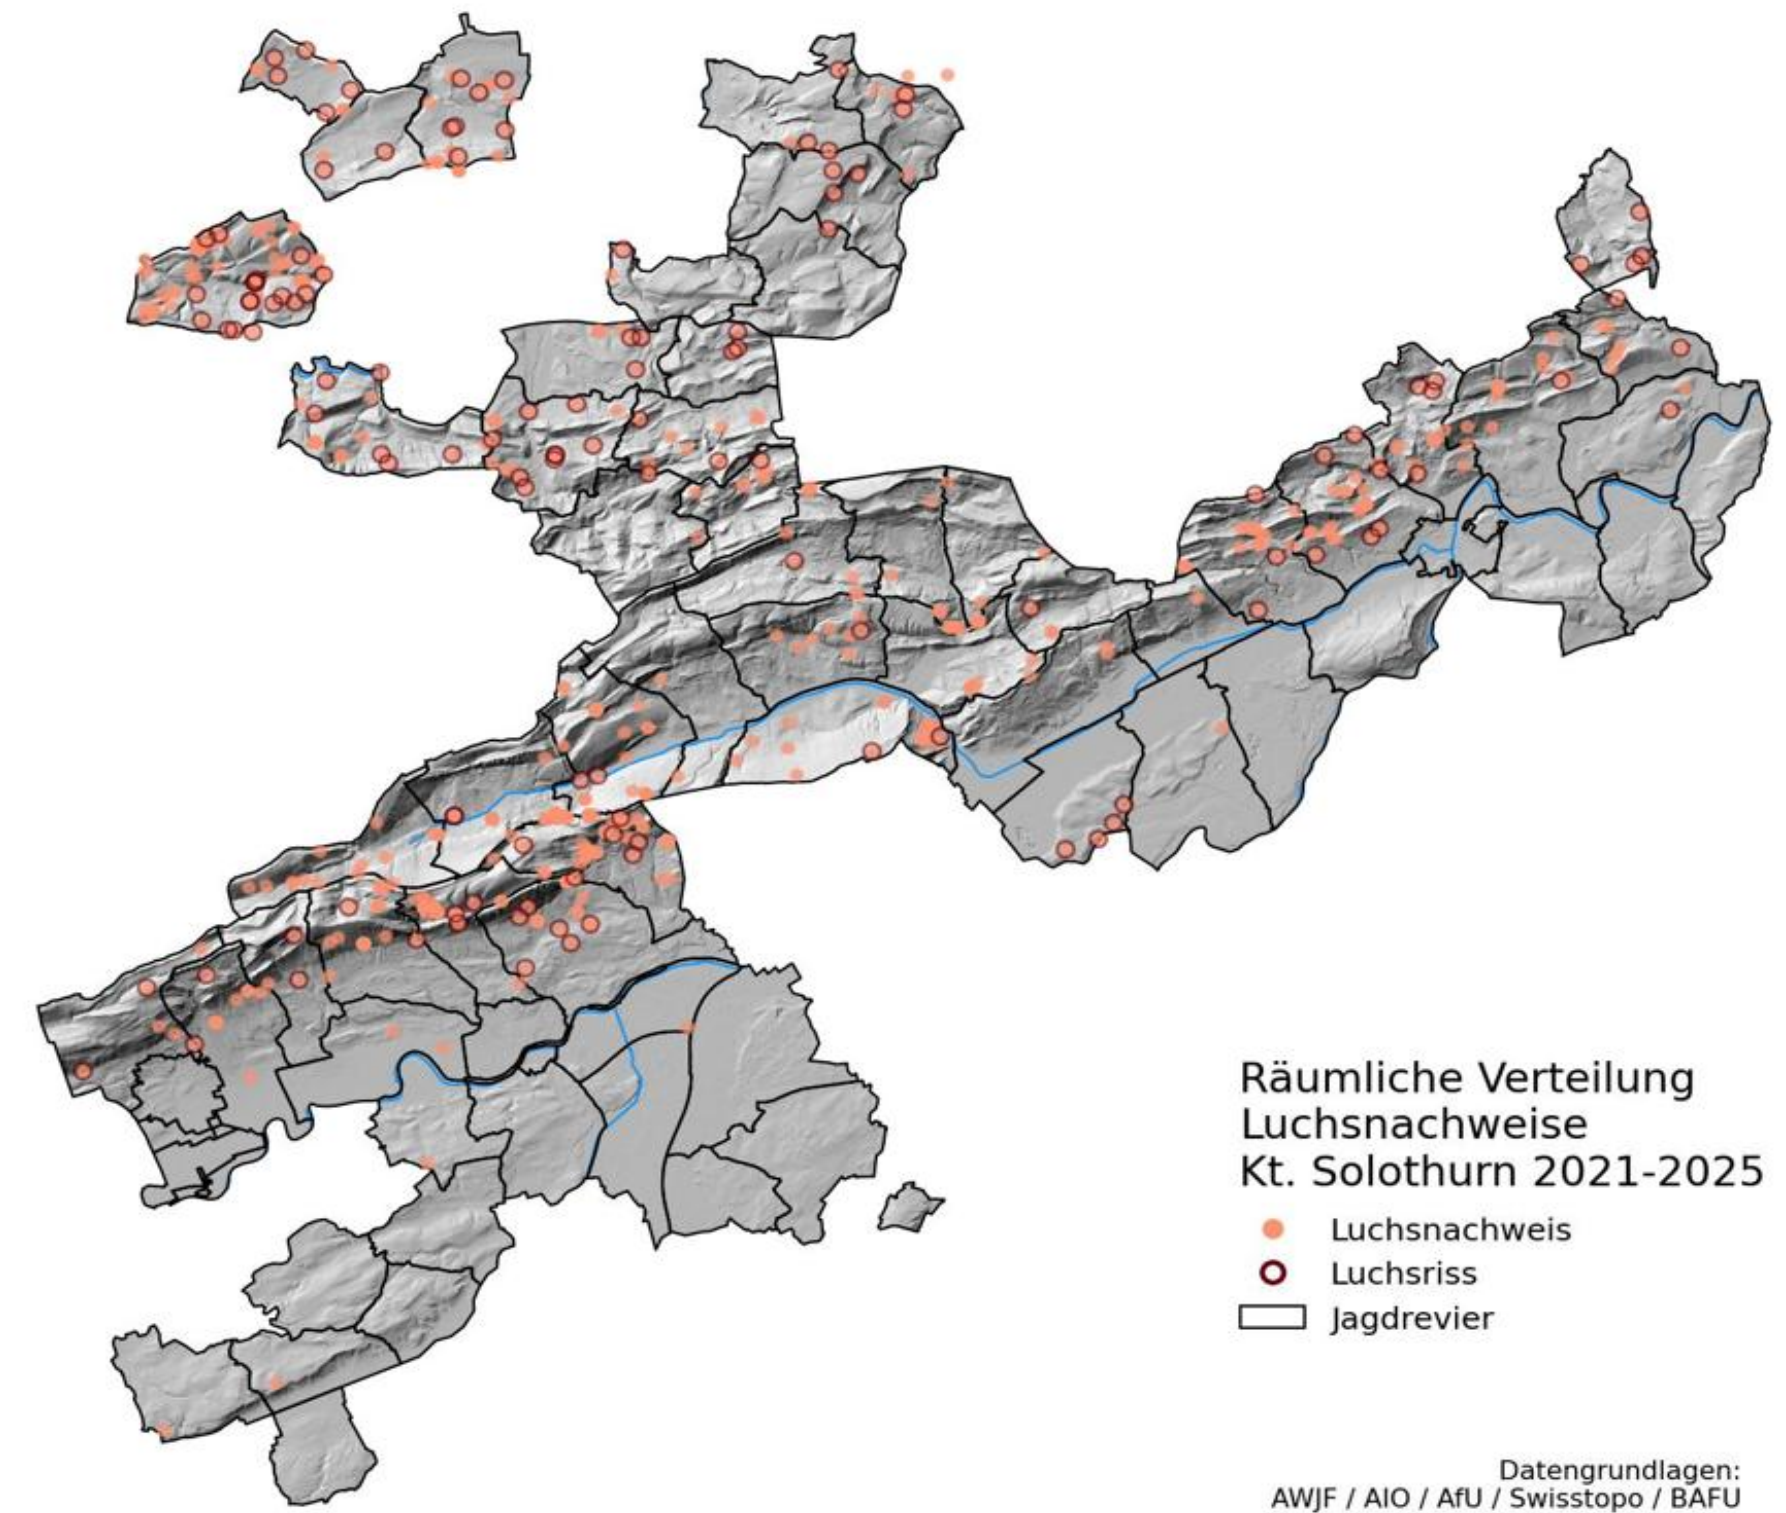 Räumliche Verteilung
Luchsnachweise
Kt. Solothurn 2021-2025
Luchsnachweis
Luchsriss
Jagdrevier
Datengrundlagen:
AWJF / AIO / AfU / Swisstopo / BAFU